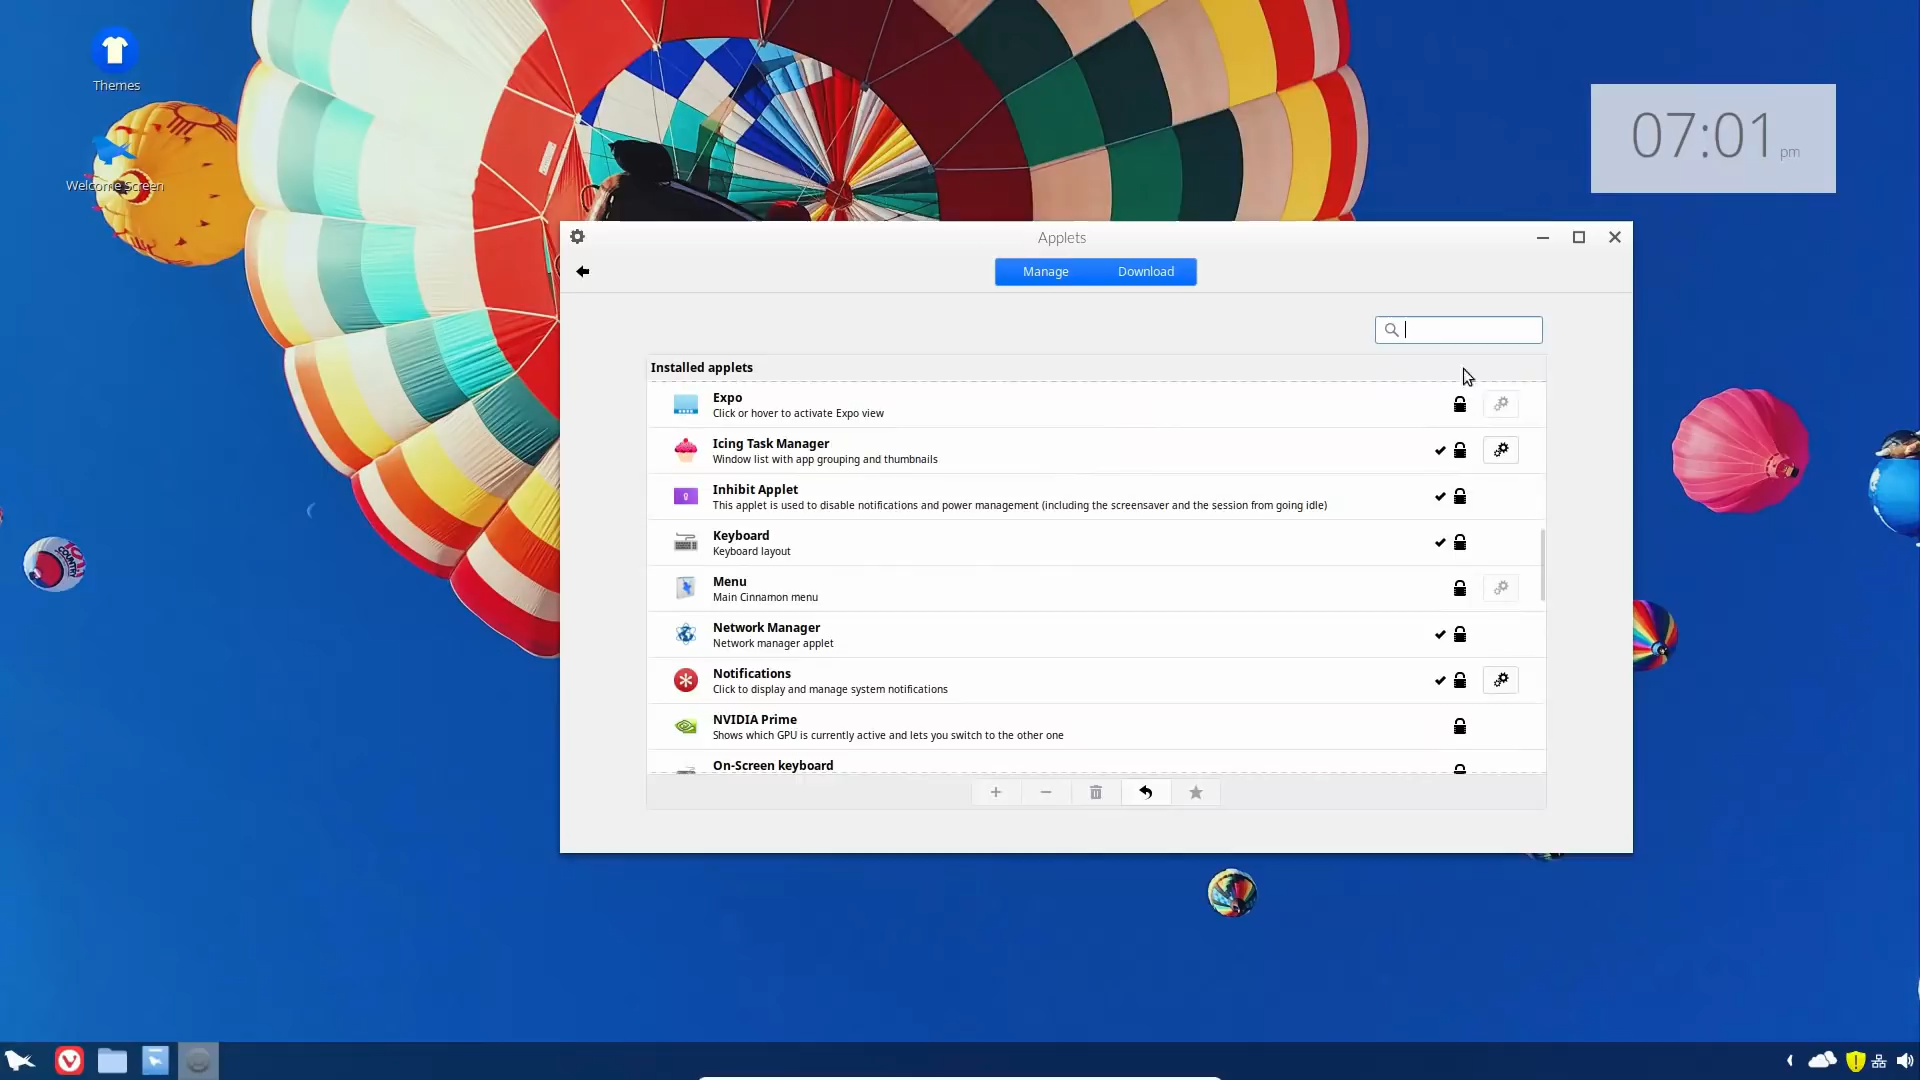 Themes
Welcome Screen
07:01 pm
Applets
Manage
Download
Installed applets
Expo
Click or hover to activate Expo view
Icing Task Manager
Window list with app grouping and thumbnails
Inhibit Applet
This applet is used to disable notifications and power management (including the screensaver and the session from going idle)
Keyboard
Keyboard layout
Menu
Main Cinnamon menu
Network Manager
Network manager applet
Notifications
Click to display and manage system notifications
NVIDIA Prime
Shows which GPU is currently active and lets you switch to the other one
On-Screen keyboard